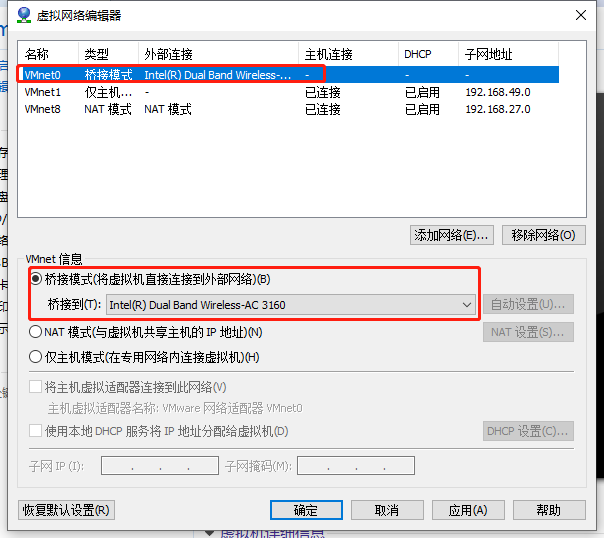 虚拟网络编辑器
名称 类型 外部连接 主机连接 DHCP 子网地址
VMnet0 桥接模式 Intel(R) Dual Band Wireless-... - - -
VMnet1 仅主机... - 已连接 已启用 192.168.49.0
VMnet8 NAT 模式 NAT 模式 已连接 已启用 192.168.27.0
添加网络(E)... 移除网络(O)
VMnet 信息
桥接模式(将虚拟机直接连接到外部网络)(B)
桥接到(T): Intel(R) Dual Band Wireless-AC 3160 自动设置(U)...
NAT 模式(与虚拟机共享主机的 IP 地址)(N) NAT 设置(S)...
仅主机模式(在专用网络内连接虚拟机)(H)
将主机虚拟适配器连接到此网络(V)
主机虚拟适配器名称: VMware 网络适配器 VMnet0
使用本地 DHCP 服务将 IP 地址分配给虚拟机(D) DHCP 设置(C)...
子网 IP (I): . . . 子网掩码(M): . . .
恢复默认设置(R) 确定 取消 应用(A) 帮助
虚拟机详细信息